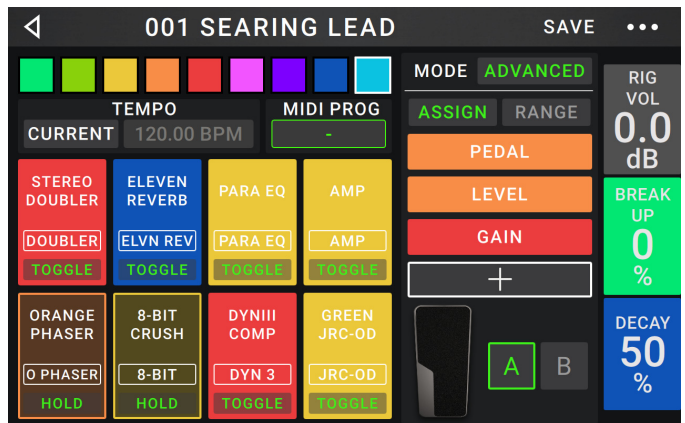 001 SEARING LEAD
SAVE
TEMPO
MIDI PROG
CURRENT
120.00 BPM
-
STEREO
DOUBLER
DOUBLER
TOGGLE
ELEVEN
REVERB
ELVN REV
TOGGLE
PARA EQ
PARA EQ
TOGGLE
AMP
AMP
TOGGLE
ORANGE
PHASER
O PHASER
HOLD
8-BIT
CRUSH
8-BIT
HOLD
DYNIII
COMP
DYN 3
TOGGLE
GREEN
JRC-OD
JRC-OD
TOGGLE
MODE ADVANCED
ASSIGN RANGE
PEDAL
LEVEL
GAIN
+
A B
RIG
VOL
0.0
dB
BREAK
UP
0
%
DECAY
50
%